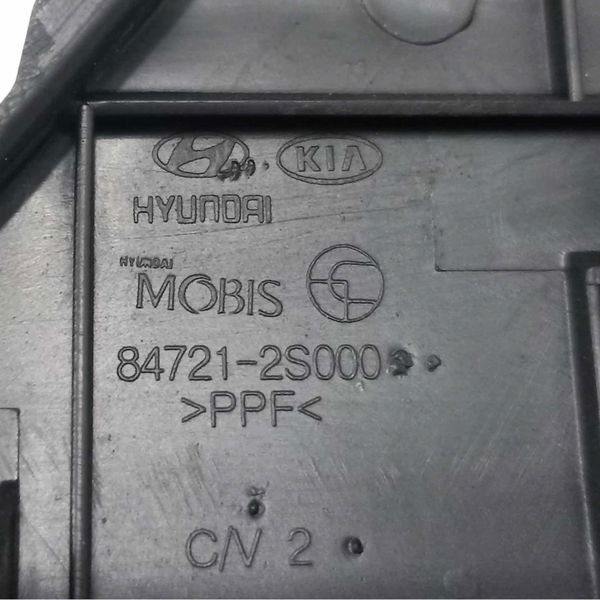 KIA
HYUNDAI
HYUNDAI
MOBIS
84721-2S000
>PPF<
C/V 2